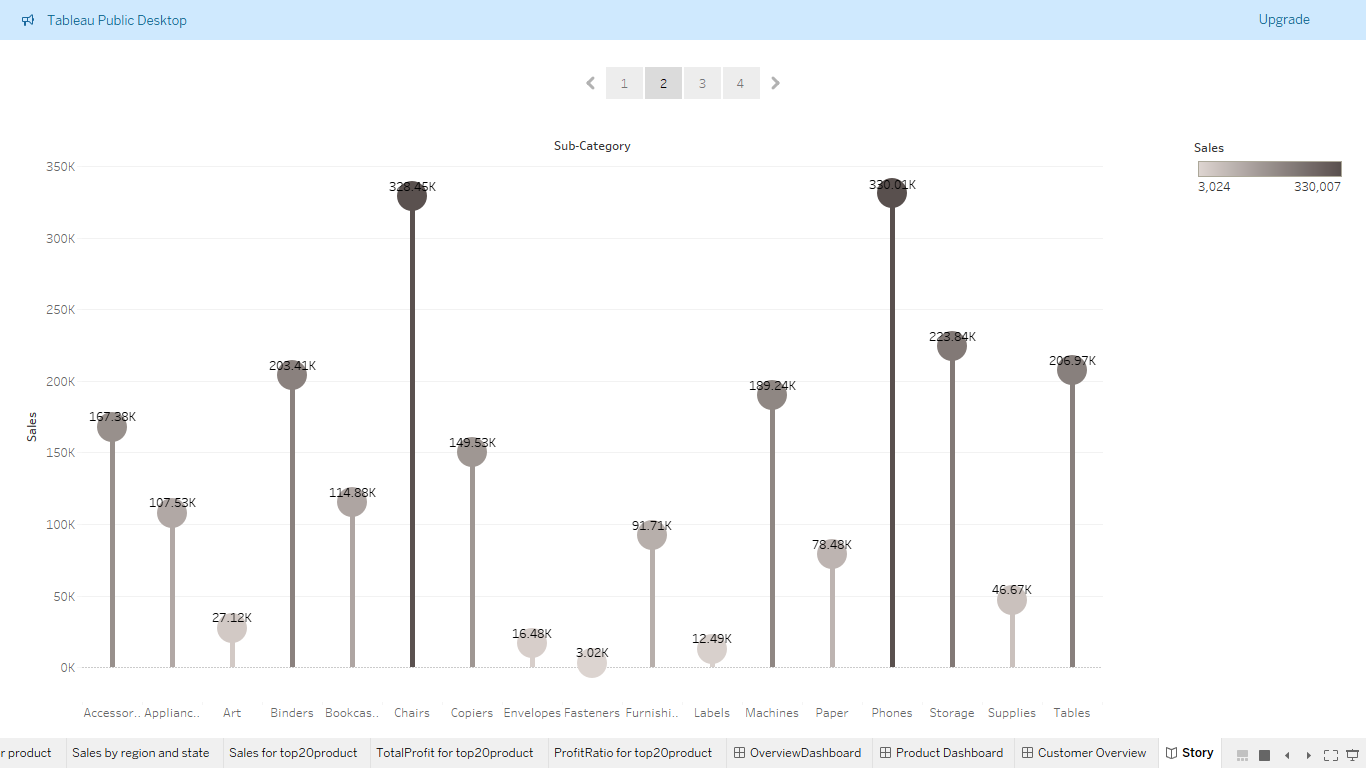 Tableau Public Desktop
Upgrade
1 2 3 4
Sub-Category
Sales
3,024 330,007
350K
300K
250K
200K
150K
100K
50K
0K
Sales
328.45K
330.01K
223.84K
206.97K
203.41K
189.24K
167.38K
149.53K
114.88K
107.53K
91.71K
78.48K
46.67K
27.12K
16.48K
12.49K
3.02K
Accessor.. Applianc.. Art Binders Bookcas.. Chairs Copiers Envelopes Fasteners Furnishi.. Labels Machines Paper Phones Storage Supplies Tables
r product Sales by region and state Sales for top20product TotalProfit for top20product ProfitRatio for top20product OverviewDashboard Product Dashboard Customer Overview Story